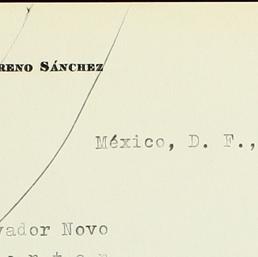 RENO SÁNCHEZ
México, D. F.,
vador Novo